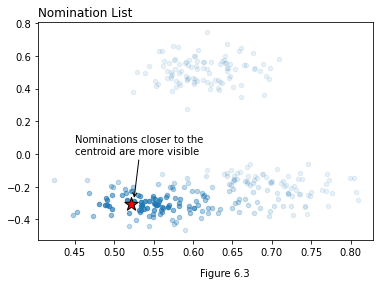 Nomination List
0.8
0.6
0.4
0.2
0.0
−0.2
−0.4
Nominations closer to the
centroid are more visible
0.45 0.50 0.55 0.60 0.65 0.70 0.75 0.80
Figure 6.3